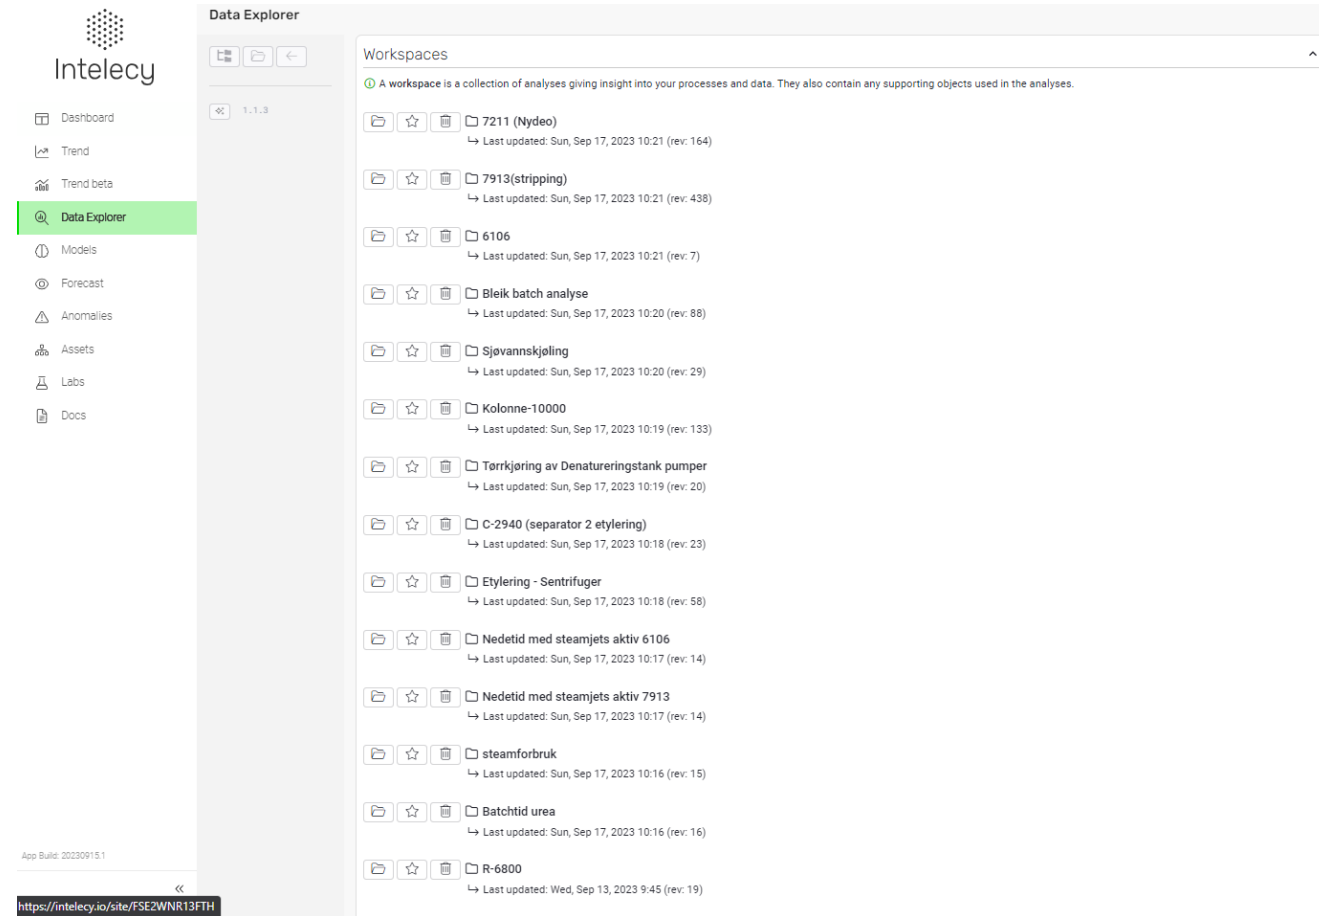 Intelecy
Dashboard
Trend
Trend beta
Data Explorer
Models
Forecast
Anomalies
Assets
Labs
Docs
App Build: 20230915.1
«
https://intelecy.io/site/FSE2WNR13FTH
Data Explorer
1.1.3
Workspaces
A workspace is a collection of analyses giving insight into your processes and data. They also contain any supporting objects used in the analyses.
7211 (Nydeo)
Last updated: Sun, Sep 17, 2023 10:21 (rev: 164)
7913(stripping)
Last updated: Sun, Sep 17, 2023 10:21 (rev: 438)
6106
Last updated: Sun, Sep 17, 2023 10:21 (rev: 7)
Bleik batch analyse
Last updated: Sun, Sep 17, 2023 10:20 (rev: 88)
Sjøvannskjøling
Last updated: Sun, Sep 17, 2023 10:20 (rev: 29)
Kolonne-10000
Last updated: Sun, Sep 17, 2023 10:19 (rev: 133)
Tørrkjøring av Denatureringstank pumper
Last updated: Sun, Sep 17, 2023 10:19 (rev: 20)
C-2940 (separator 2 etylering)
Last updated: Sun, Sep 17, 2023 10:18 (rev: 23)
Etylering - Sentrifuger
Last updated: Sun, Sep 17, 2023 10:18 (rev: 58)
Nedetid med steamjets aktiv 6106
Last updated: Sun, Sep 17, 2023 10:17 (rev: 14)
Nedetid med steamjets aktiv 7913
Last updated: Sun, Sep 17, 2023 10:17 (rev: 14)
steamforbruk
Last updated: Sun, Sep 17, 2023 10:16 (rev: 15)
Batchtid urea
Last updated: Sun, Sep 17, 2023 10:16 (rev: 16)
R-6800
Last updated: Wed, Sep 13, 2023 9:45 (rev: 19)